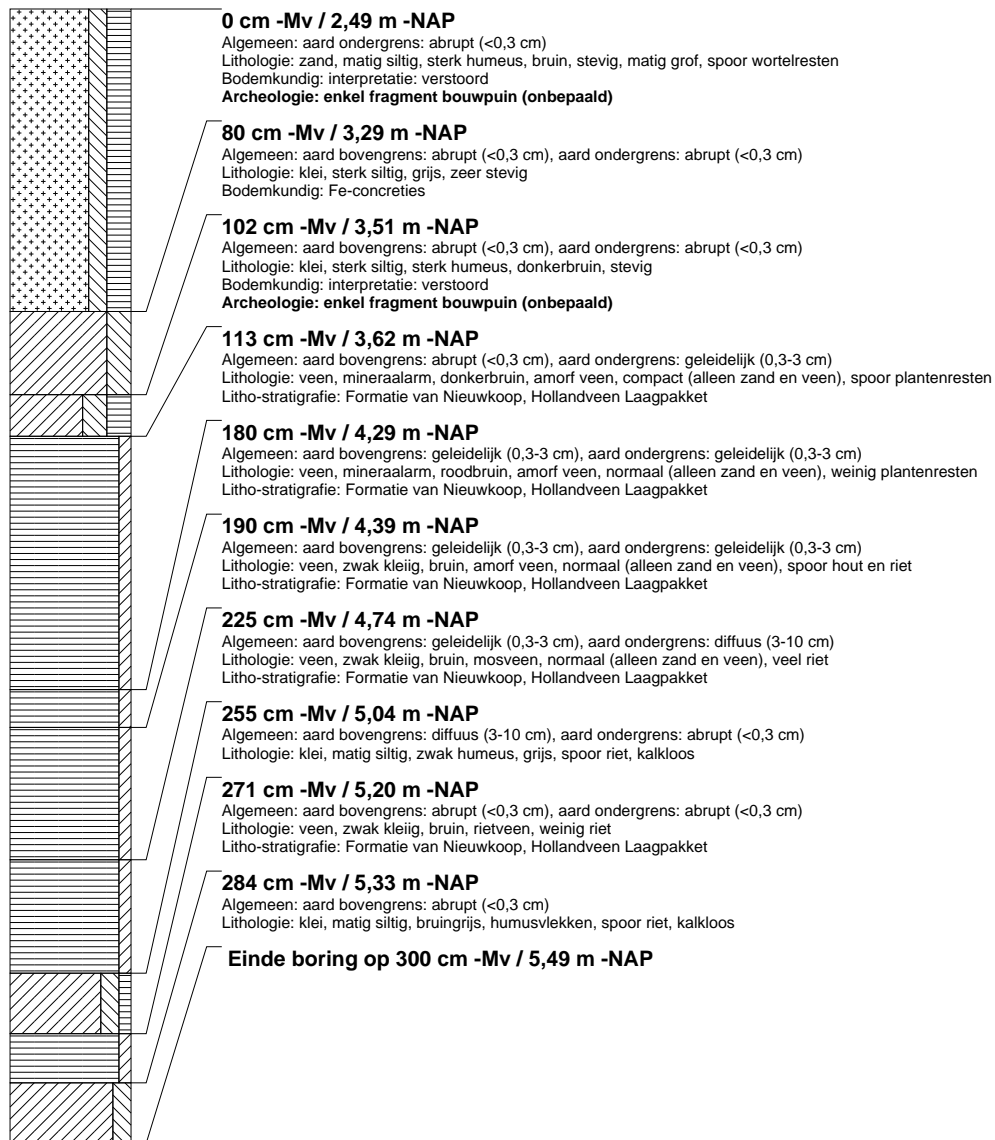 0 cm -Mv / 2,49 m -NAP
Algemeen: aard ondergrens: abrupt (<0,3 cm)
Lithologie: zand, matig siltig, sterk humeus, bruin, stevig, matig grof, spoor wortelresten
Bodemkundig: interpretatie: verstoord
Archeologie: enkel fragment bouwpuin (onbepaald)
80 cm -Mv / 3,29 m -NAP
Algemeen: aard bovengrens: abrupt (<0,3 cm), aard ondergrens: abrupt (<0,3 cm)
Lithologie: klei, sterk siltig, grijs, zeer stevig
Bodemkundig: Fe-concreties
102 cm -Mv / 3,51 m -NAP
Algemeen: aard bovengrens: abrupt (<0,3 cm), aard ondergrens: abrupt (<0,3 cm)
Lithologie: klei, sterk siltig, sterk humeus, donkerbruin, stevig
Bodemkundig: interpretatie: verstoord
Archeologie: enkel fragment bouwpuin (onbepaald)
113 cm -Mv / 3,62 m -NAP
Algemeen: aard bovengrens: abrupt (<0,3 cm), aard ondergrens: geleidelijk (0,3-3 cm)
Lithologie: veen, mineraalarm, donkerbruin, amorf veen, compact (alleen zand en veen), spoor plantenresten
Litho-stratigrafie: Formatie van Nieuwkoop, Hollandveen Laagpakket
180 cm -Mv / 4,29 m -NAP
Algemeen: aard bovengrens: geleidelijk (0,3-3 cm), aard ondergrens: geleidelijk (0,3-3 cm)
Lithologie: veen, mineraalarm, roodbruin, amorf veen, normaal (alleen zand en veen), weinig plantenresten
Litho-stratigrafie: Formatie van Nieuwkoop, Hollandveen Laagpakket
190 cm -Mv / 4,39 m -NAP
Algemeen: aard bovengrens: geleidelijk (0,3-3 cm), aard ondergrens: geleidelijk (0,3-3 cm)
Lithologie: veen, zwak kleiig, bruin, amorf veen, normaal (alleen zand en veen), spoor hout en riet
Litho-stratigrafie: Formatie van Nieuwkoop, Hollandveen Laagpakket
225 cm -Mv / 4,74 m -NAP
Algemeen: aard bovengrens: geleidelijk (0,3-3 cm), aard ondergrens: diffuus (3-10 cm)
Lithologie: veen, zwak kleiig, bruin, mosveen, normaal (alleen zand en veen), veel riet
Litho-stratigrafie: Formatie van Nieuwkoop, Hollandveen Laagpakket
255 cm -Mv / 5,04 m -NAP
Algemeen: aard bovengrens: diffuus (3-10 cm), aard ondergrens: abrupt (<0,3 cm)
Lithologie: klei, matig siltig, zwak humeus, grijs, spoor riet, kalkloos
271 cm -Mv / 5,20 m -NAP
Algemeen: aard bovengrens: abrupt (<0,3 cm), aard ondergrens: abrupt (<0,3 cm)
Lithologie: veen, zwak kleiig, bruin, rietveen, weinig riet
Litho-stratigrafie: Formatie van Nieuwkoop, Hollandveen Laagpakket
284 cm -Mv / 5,33 m -NAP
Algemeen: aard bovengrens: abrupt (<0,3 cm)
Lithologie: klei, matig siltig, bruingrijs, humusvlekken, spoor riet, kalkloos
Einde boring op 300 cm -Mv / 5,49 m -NAP